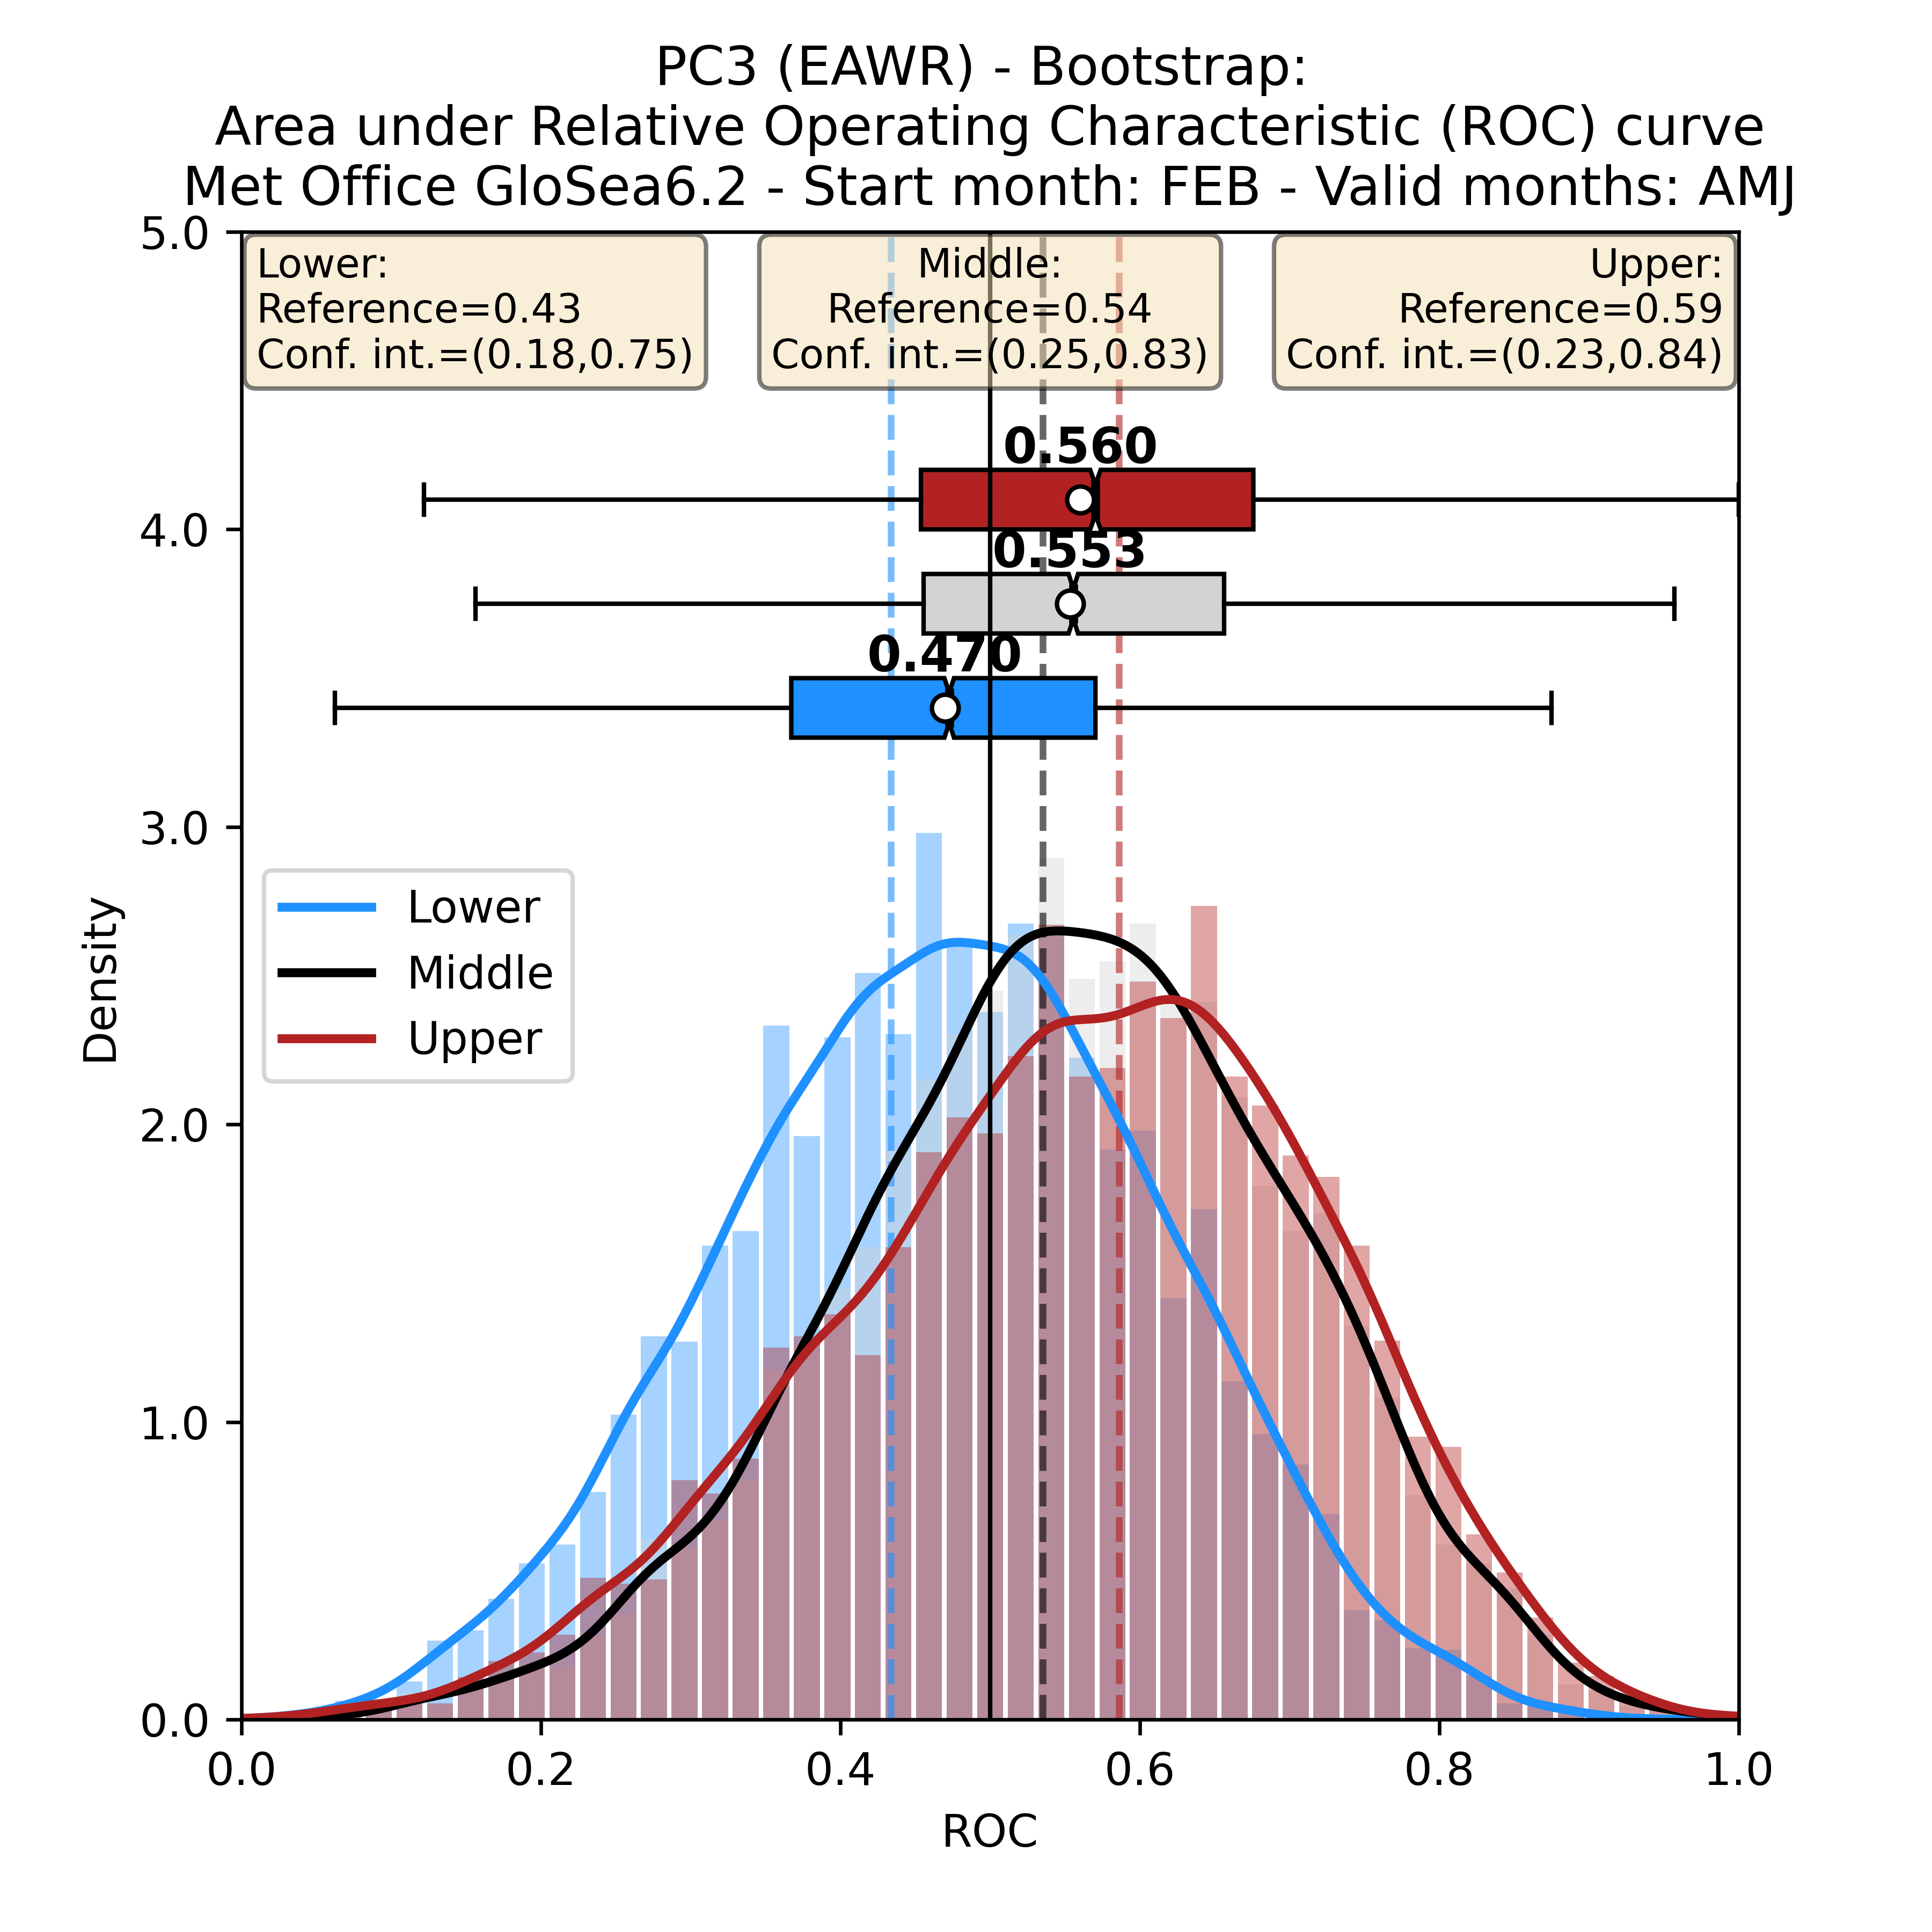 PC3 (EAWR) - Bootstrap:
Area under Relative Operating Characteristic (ROC) curve
Met Office GloSea6.2 - Start month: FEB - Valid months: AMJ
Lower:
Reference=0.43
Conf. int.=(0.18,0.75)
Middle:
Reference=0.54
Conf. int.=(0.25,0.83)
Upper:
Reference=0.59
Conf. int.=(0.23,0.84)
0.560
0.553
0.470
5.0
4.0
3.0
2.0
1.0
0.0
Density
Lower
Middle
Upper
0.0
0.2
0.4
0.6
0.8
1.0
ROC